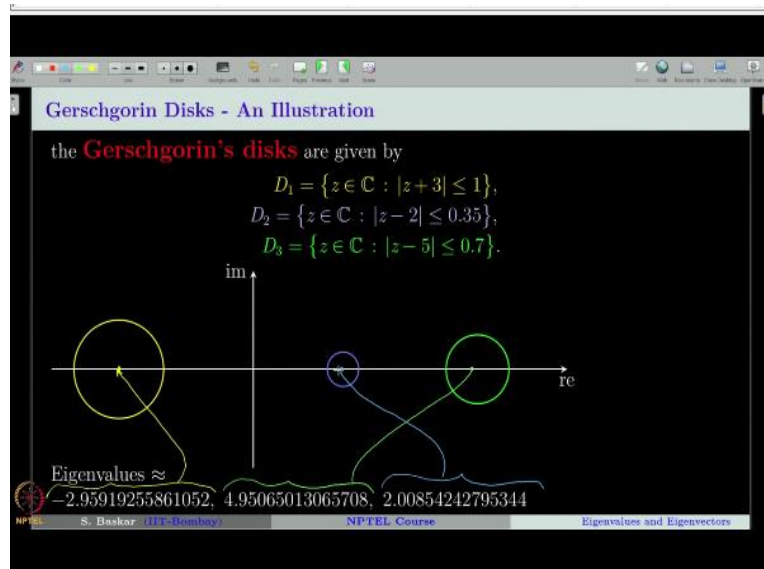 Gerschgorin Disks - An Illustration
the Gerschgorin's disks are given by
D₁ = {z ∈ ℂ : |z + 3| ≤ 1},
D₂ = {z ∈ ℂ : |z − 2| ≤ 0.35},
D₃ = {z ∈ ℂ : |z − 5| ≤ 0.7}.
im
re
Eigenvalues ≈
−2.95919255861052, 4.95065013065708, 2.00854242795344
NPTEL
S. Baskar (IIT-Bombay) NPTEL Course Eigenvalues and Eigenvectors